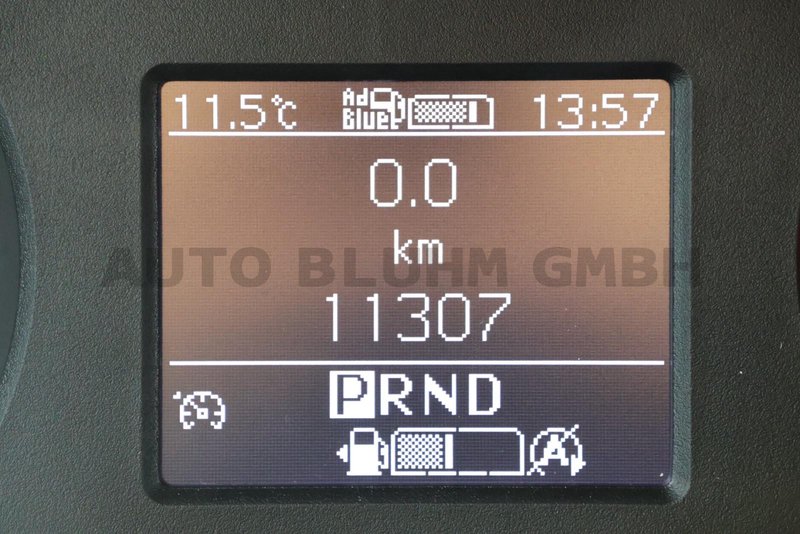 11.5°C Ad Blue 13:57
0.0
km
AUTO BLUHM GMBH
11307
PRND
A